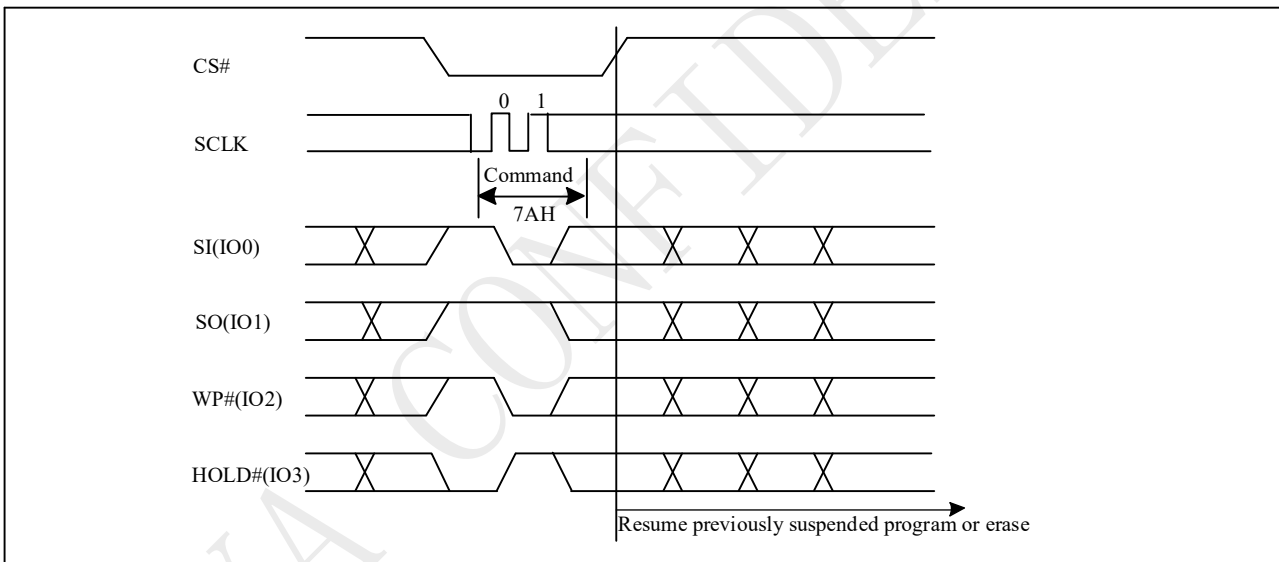 CS#
0 1
SCLK
Command
7AH
SI(IO0)
SO(IO1)
WP#(IO2)
HOLD#(IO3)
Resume previously suspended program or erase